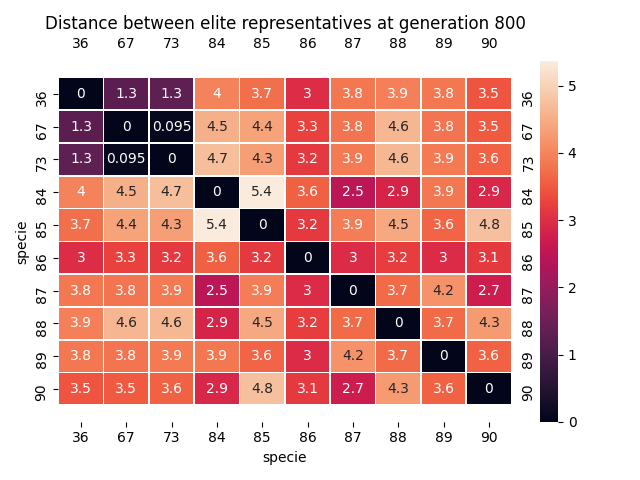 Distance between elite representatives at generation 800
36 67 73 84 85 86 87 88 89 90
36 0 1.3 1.3 4 3.7 3 3.8 3.9 3.8 3.5 36
67 1.3 0 0.095 4.5 4.4 3.3 3.8 4.6 3.8 3.5 67
73 1.3 0.095 0 4.7 4.3 3.2 3.9 4.6 3.9 3.6 73
84 4 4.5 4.7 0 5.4 3.6 2.5 2.9 3.9 2.9 84
85 3.7 4.4 4.3 5.4 0 3.2 3.9 4.5 3.6 4.8 85
86 3 3.3 3.2 3.6 3.2 0 3 3.2 3 3.1 86
87 3.8 3.8 3.9 2.5 3.9 3 0 3.7 4.2 2.7 87
88 3.9 4.6 4.6 2.9 4.5 3.2 3.7 0 3.7 4.3 88
89 3.8 3.8 3.9 3.9 3.6 3 4.2 3.7 0 3.6 89
90 3.5 3.5 3.6 2.9 4.8 3.1 2.7 4.3 3.6 0 90
36 67 73 84 85 86 87 88 89 90
specie
specie
5
4
3
2
1
0